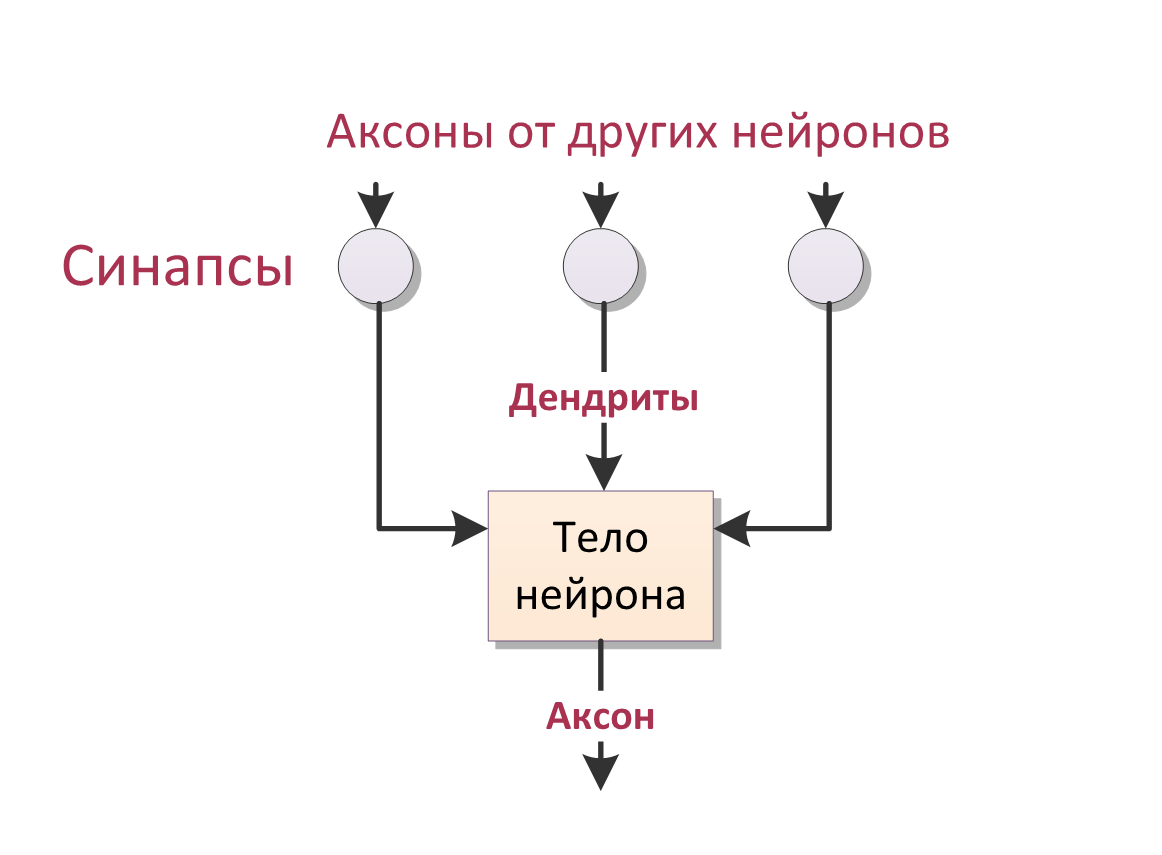 Аксоны от других нейронов
Синапсы
Дендриты
Тело
нейрона
Аксон